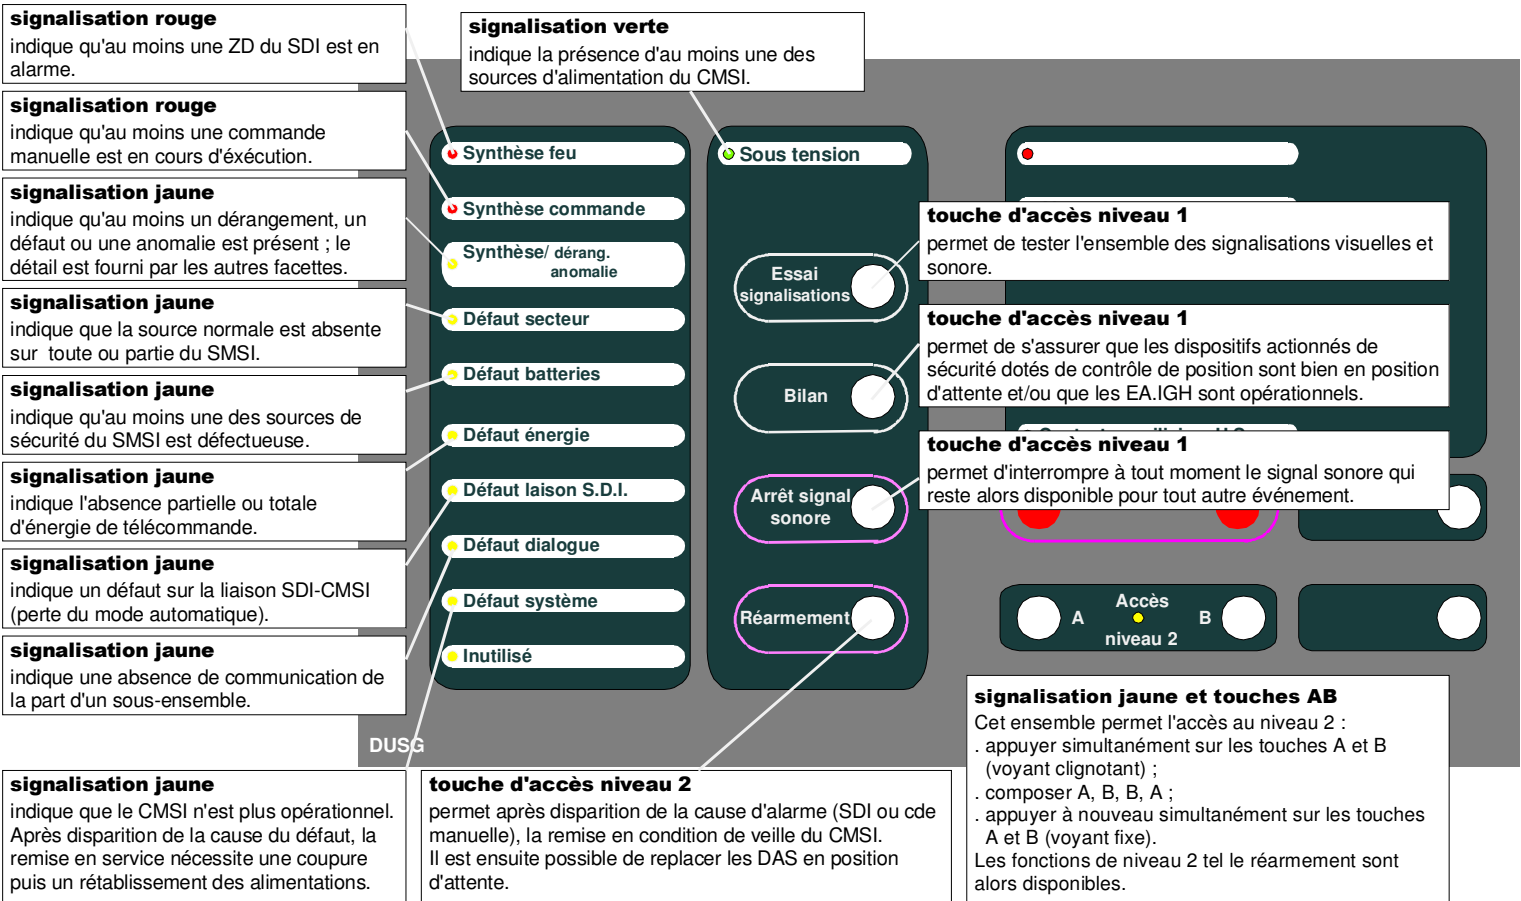 signalisation rouge
indique qu'au moins une ZD du SDI est en
alarme.
signalisation rouge
indique qu'au moins une commande
manuelle est en cours d'éxécution.
signalisation jaune
indique qu'au moins un dérangement, un
défaut ou une anomalie est présent ; le
détail est fourni par les autres facettes.
signalisation jaune
indique que la source normale est absente
sur toute ou partie du SMSI.
signalisation jaune
indique qu'au moins une des sources de
sécurité du SMSI est défectueuse.
signalisation jaune
indique l'absence partielle ou totale
d'énergie de télécommande.
signalisation jaune
indique un défaut sur la liaison SDI-CMSI
(perte du mode automatique).
signalisation jaune
indique une absence de communication de
la part d'un sous-ensemble.
signalisation jaune
indique que le CMSI n'est plus opérationnel.
Après disparition de la cause du défaut, la
remise en service nécessite une coupure
puis un rétablissement des alimentations.
signalisation verte
indique la présence d'au moins une des
sources d'alimentation du CMSI.
Synthèse feu
Synthèse commande
Synthèse/ dérang.
anomalie
Défaut secteur
Défaut batteries
Défaut énergie
Défaut laison S.D.I.
Défaut dialogue
Défaut système
Inutilisé
DUSG
Sous tension
Essai
signalisations
Bilan
Arrêt signal
sonore
Réarmement
touche d'accès niveau 1
permet de tester l'ensemble des signalisations visuelles et
sonore.
touche d'accès niveau 1
permet de s'assurer que les dispositifs actionnés de
sécurité dotés de contrôle de position sont bien en position
d'attente et/ou que les EA.IGH sont opérationnels.
touche d'accès niveau 1
permet d'interrompre à tout moment le signal sonore qui
reste alors disponible pour tout autre événement.
A
Accès
niveau 2
B
touche d'accès niveau 2
permet après disparition de la cause d'alarme (SDI ou cde
manuelle), la remise en condition de veille du CMSI.
Il est ensuite possible de replacer les DAS en position
d'attente.
signalisation jaune et touches AB
Cet ensemble permet l'accès au niveau 2 :
. appuyer simultanément sur les touches A et B
(voyant clignotant) ;
. composer A, B, B, A ;
. appuyer à nouveau simultanément sur les touches
A et B (voyant fixe).
Les fonctions de niveau 2 tel le réarmement sont
alors disponibles.